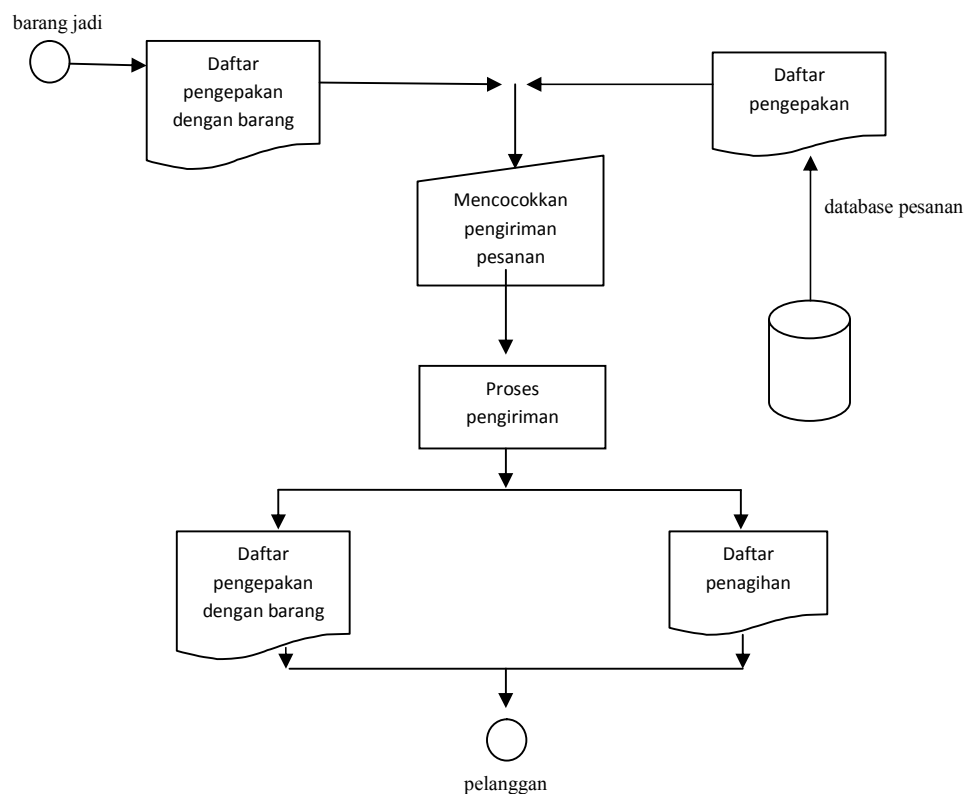 barang jadi
Daftar
pengepakan
dengan barang
Daftar
pengepakan
Mencocokkan
pengiriman
pesanan
database pesanan
Proses
pengiriman
Daftar
pengepakan
dengan barang
Daftar
penagihan
pelanggan